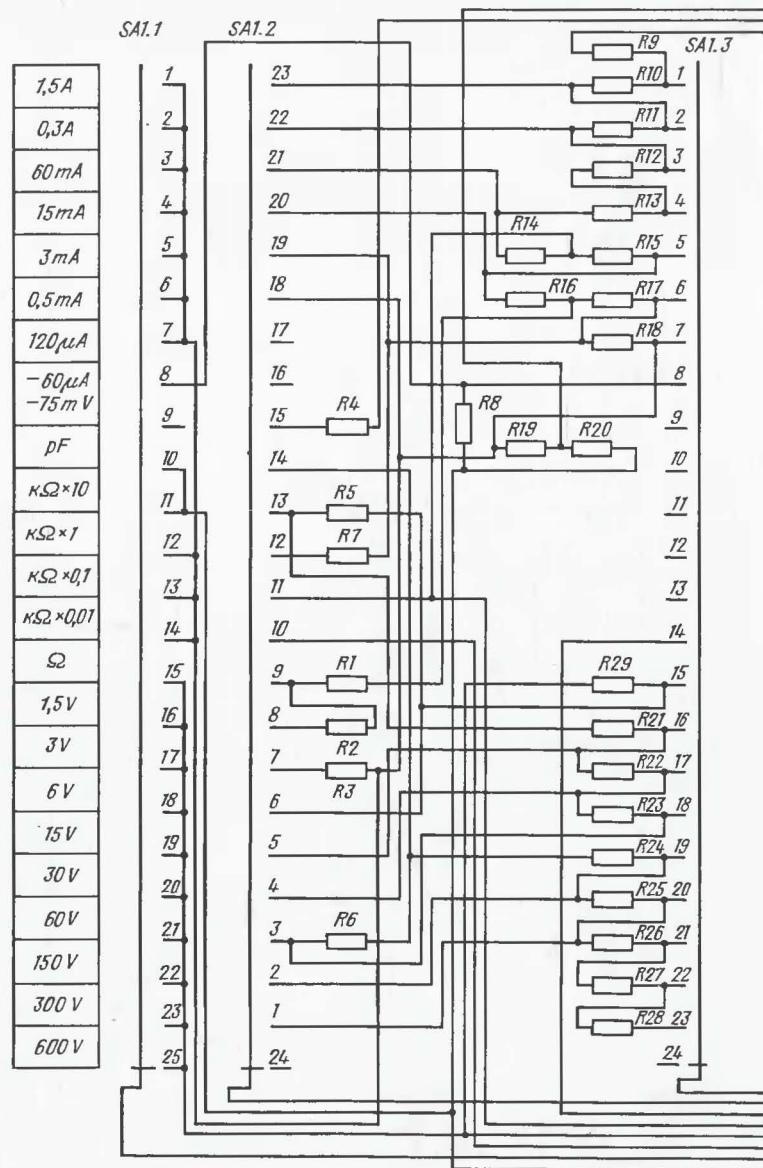 SA1.1
SA1.2
SA1.3
1,5A
0,3A
60mA
15mA
3mA
0,5mA
120μA
-60μA
-75mV
pF
кΩ×10
кΩ×1
кΩ×0,1
кΩ×0,01
Ω
1,5V
3V
6V
15V
30V
60V
150V
300V
600V
1
2
3
4
5
6
7
8
9
10
11
12
13
14
15
16
17
18
19
20
21
22
23
25
23
22
21
20
19
18
17
16
15
14
13
12
11
10
9
8
7
6
5
4
3
2
1
24
R4
R5
R7
R1
R2
R3
R6
R8
R9
R10
R11
R12
R13
R14
R15
R16
R17
R18
R19
R20
R29
R21
R22
R23
R24
R25
R26
R27
R28
1
2
3
4
5
6
7
8
9
10
11
12
13
14
15
16
17
18
19
20
21
22
23
24